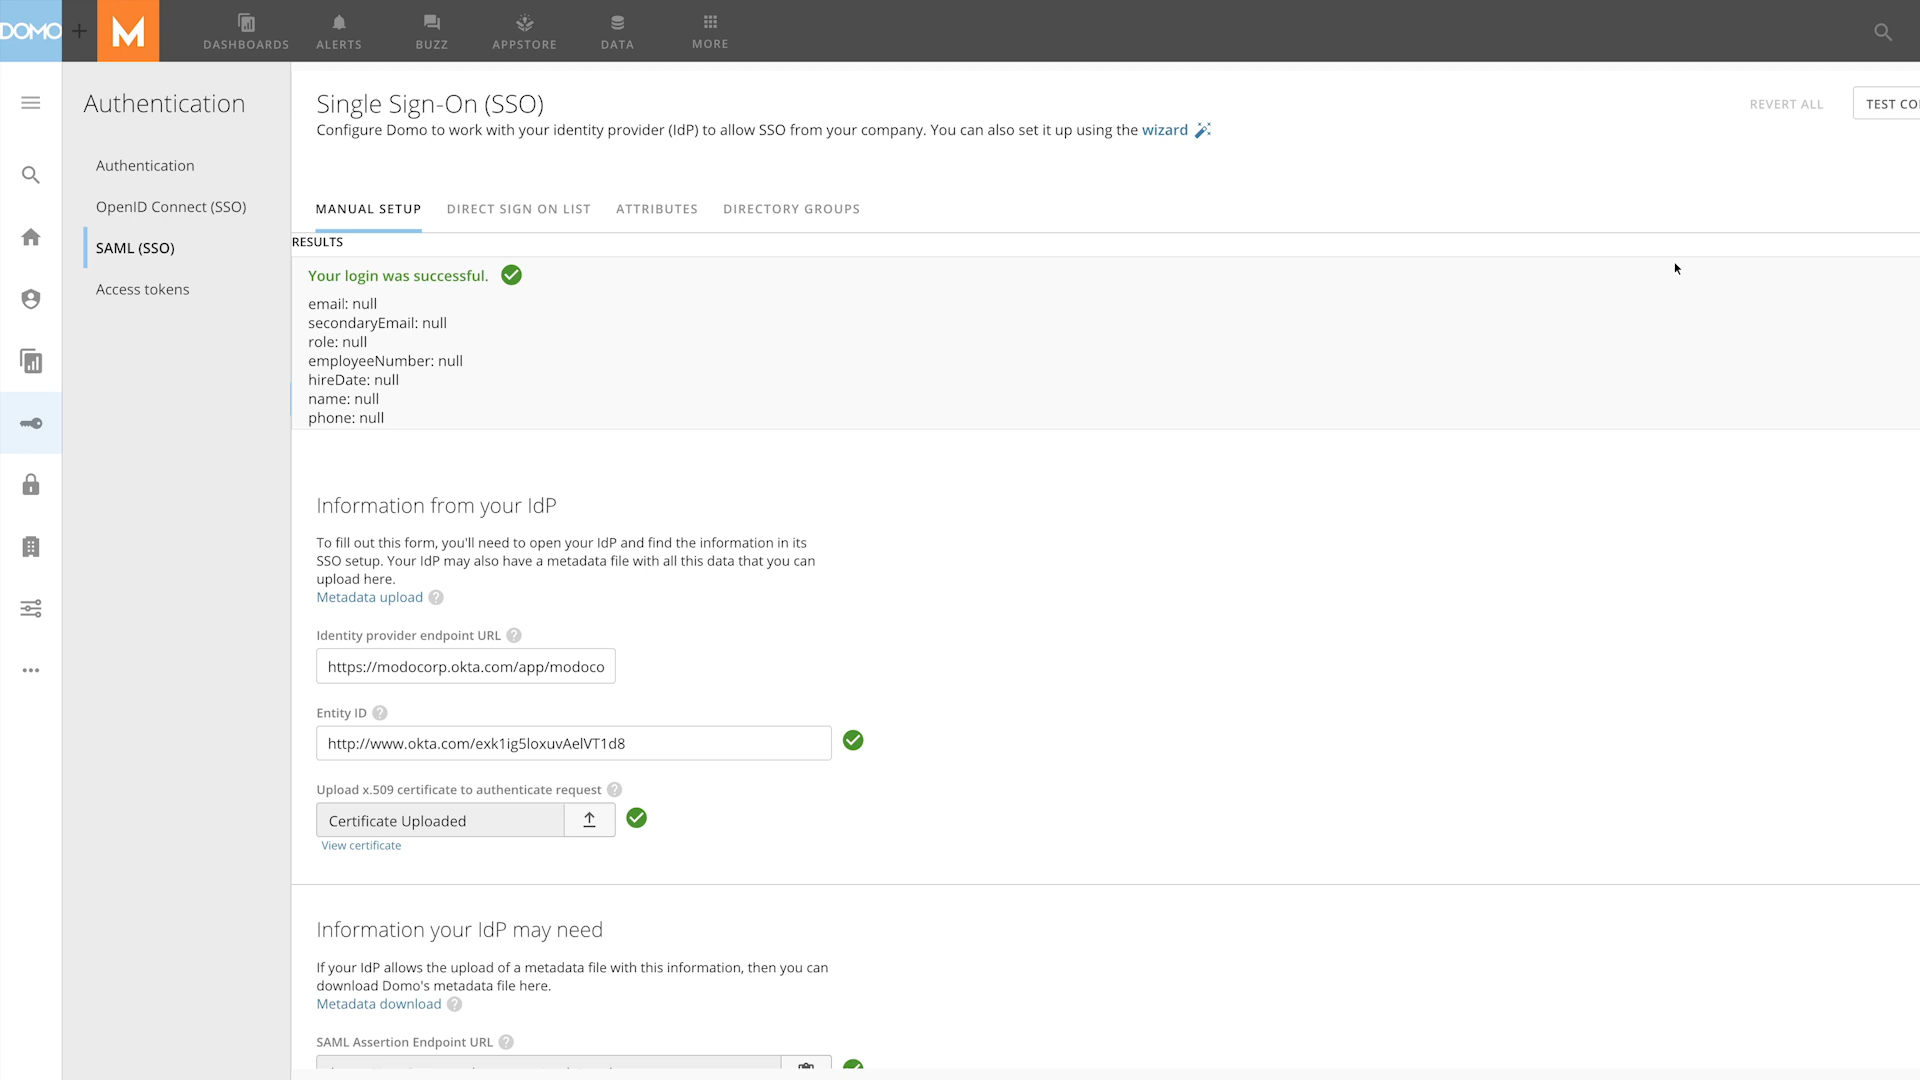 DOMO
M
DASHBOARDS
ALERTS
BUZZ
APPSTORE
DATA
MORE
Authentication
Authentication
OpenID Connect (SSO)
SAML (SSO)
Access tokens
Single Sign-On (SSO)
Configure Domo to work with your identity provider (IdP) to allow SSO from your company. You can also set it up using the wizard
REVERT ALL
TEST CO
MANUAL SETUP
DIRECT SIGN ON LIST
ATTRIBUTES
DIRECTORY GROUPS
RESULTS
Your login was successful.
email: null
secondaryEmail: null
role: null
employeeNumber: null
hireDate: null
name: null
phone: null
Information from your IdP
To fill out this form, you'll need to open your IdP and find the information in its
SSO setup. Your IdP may also have a metadata file with all this data that you can
upload here.
Metadata upload ?
Identity provider endpoint URL ?
https://modocorp.okta.com/app/modoco
Entity ID ?
http://www.okta.com/exk1ig5loxuvAelVT1d8
Upload x.509 certificate to authenticate request ?
Certificate Uploaded
View certificate
Information your IdP may need
If your IdP allows the upload of a metadata file with this information, then you can
download Domo's metadata file here.
Metadata download ?
SAML Assertion Endpoint URL ?